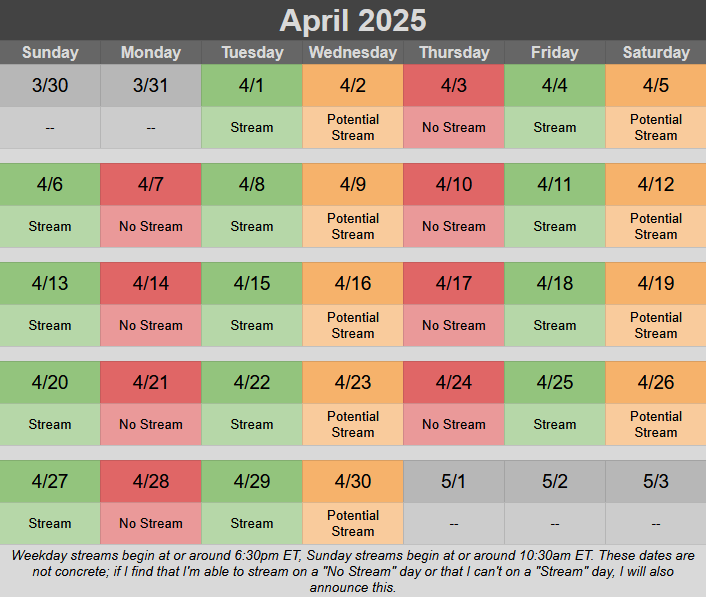 April 2025
Sunday Monday Tuesday Wednesday Thursday Friday Saturday
3/30 3/31 4/1 4/2 4/3 4/4 4/5
-- -- Stream Potential Stream No Stream Stream Potential Stream
4/6 4/7 4/8 4/9 4/10 4/11 4/12
Stream No Stream Stream Potential Stream No Stream Stream Potential Stream
4/13 4/14 4/15 4/16 4/17 4/18 4/19
Stream No Stream Stream Potential Stream No Stream Stream Potential Stream
4/20 4/21 4/22 4/23 4/24 4/25 4/26
Stream No Stream Stream Potential Stream No Stream Stream Potential Stream
4/27 4/28 4/29 4/30 5/1 5/2 5/3
Stream No Stream Stream Potential Stream -- -- --
Weekday streams begin at or around 6:30pm ET, Sunday streams begin at or around 10:30am ET. These dates are
not concrete; if I find that I'm able to stream on a "No Stream" day or that I can't on a "Stream" day, I will also
announce this.